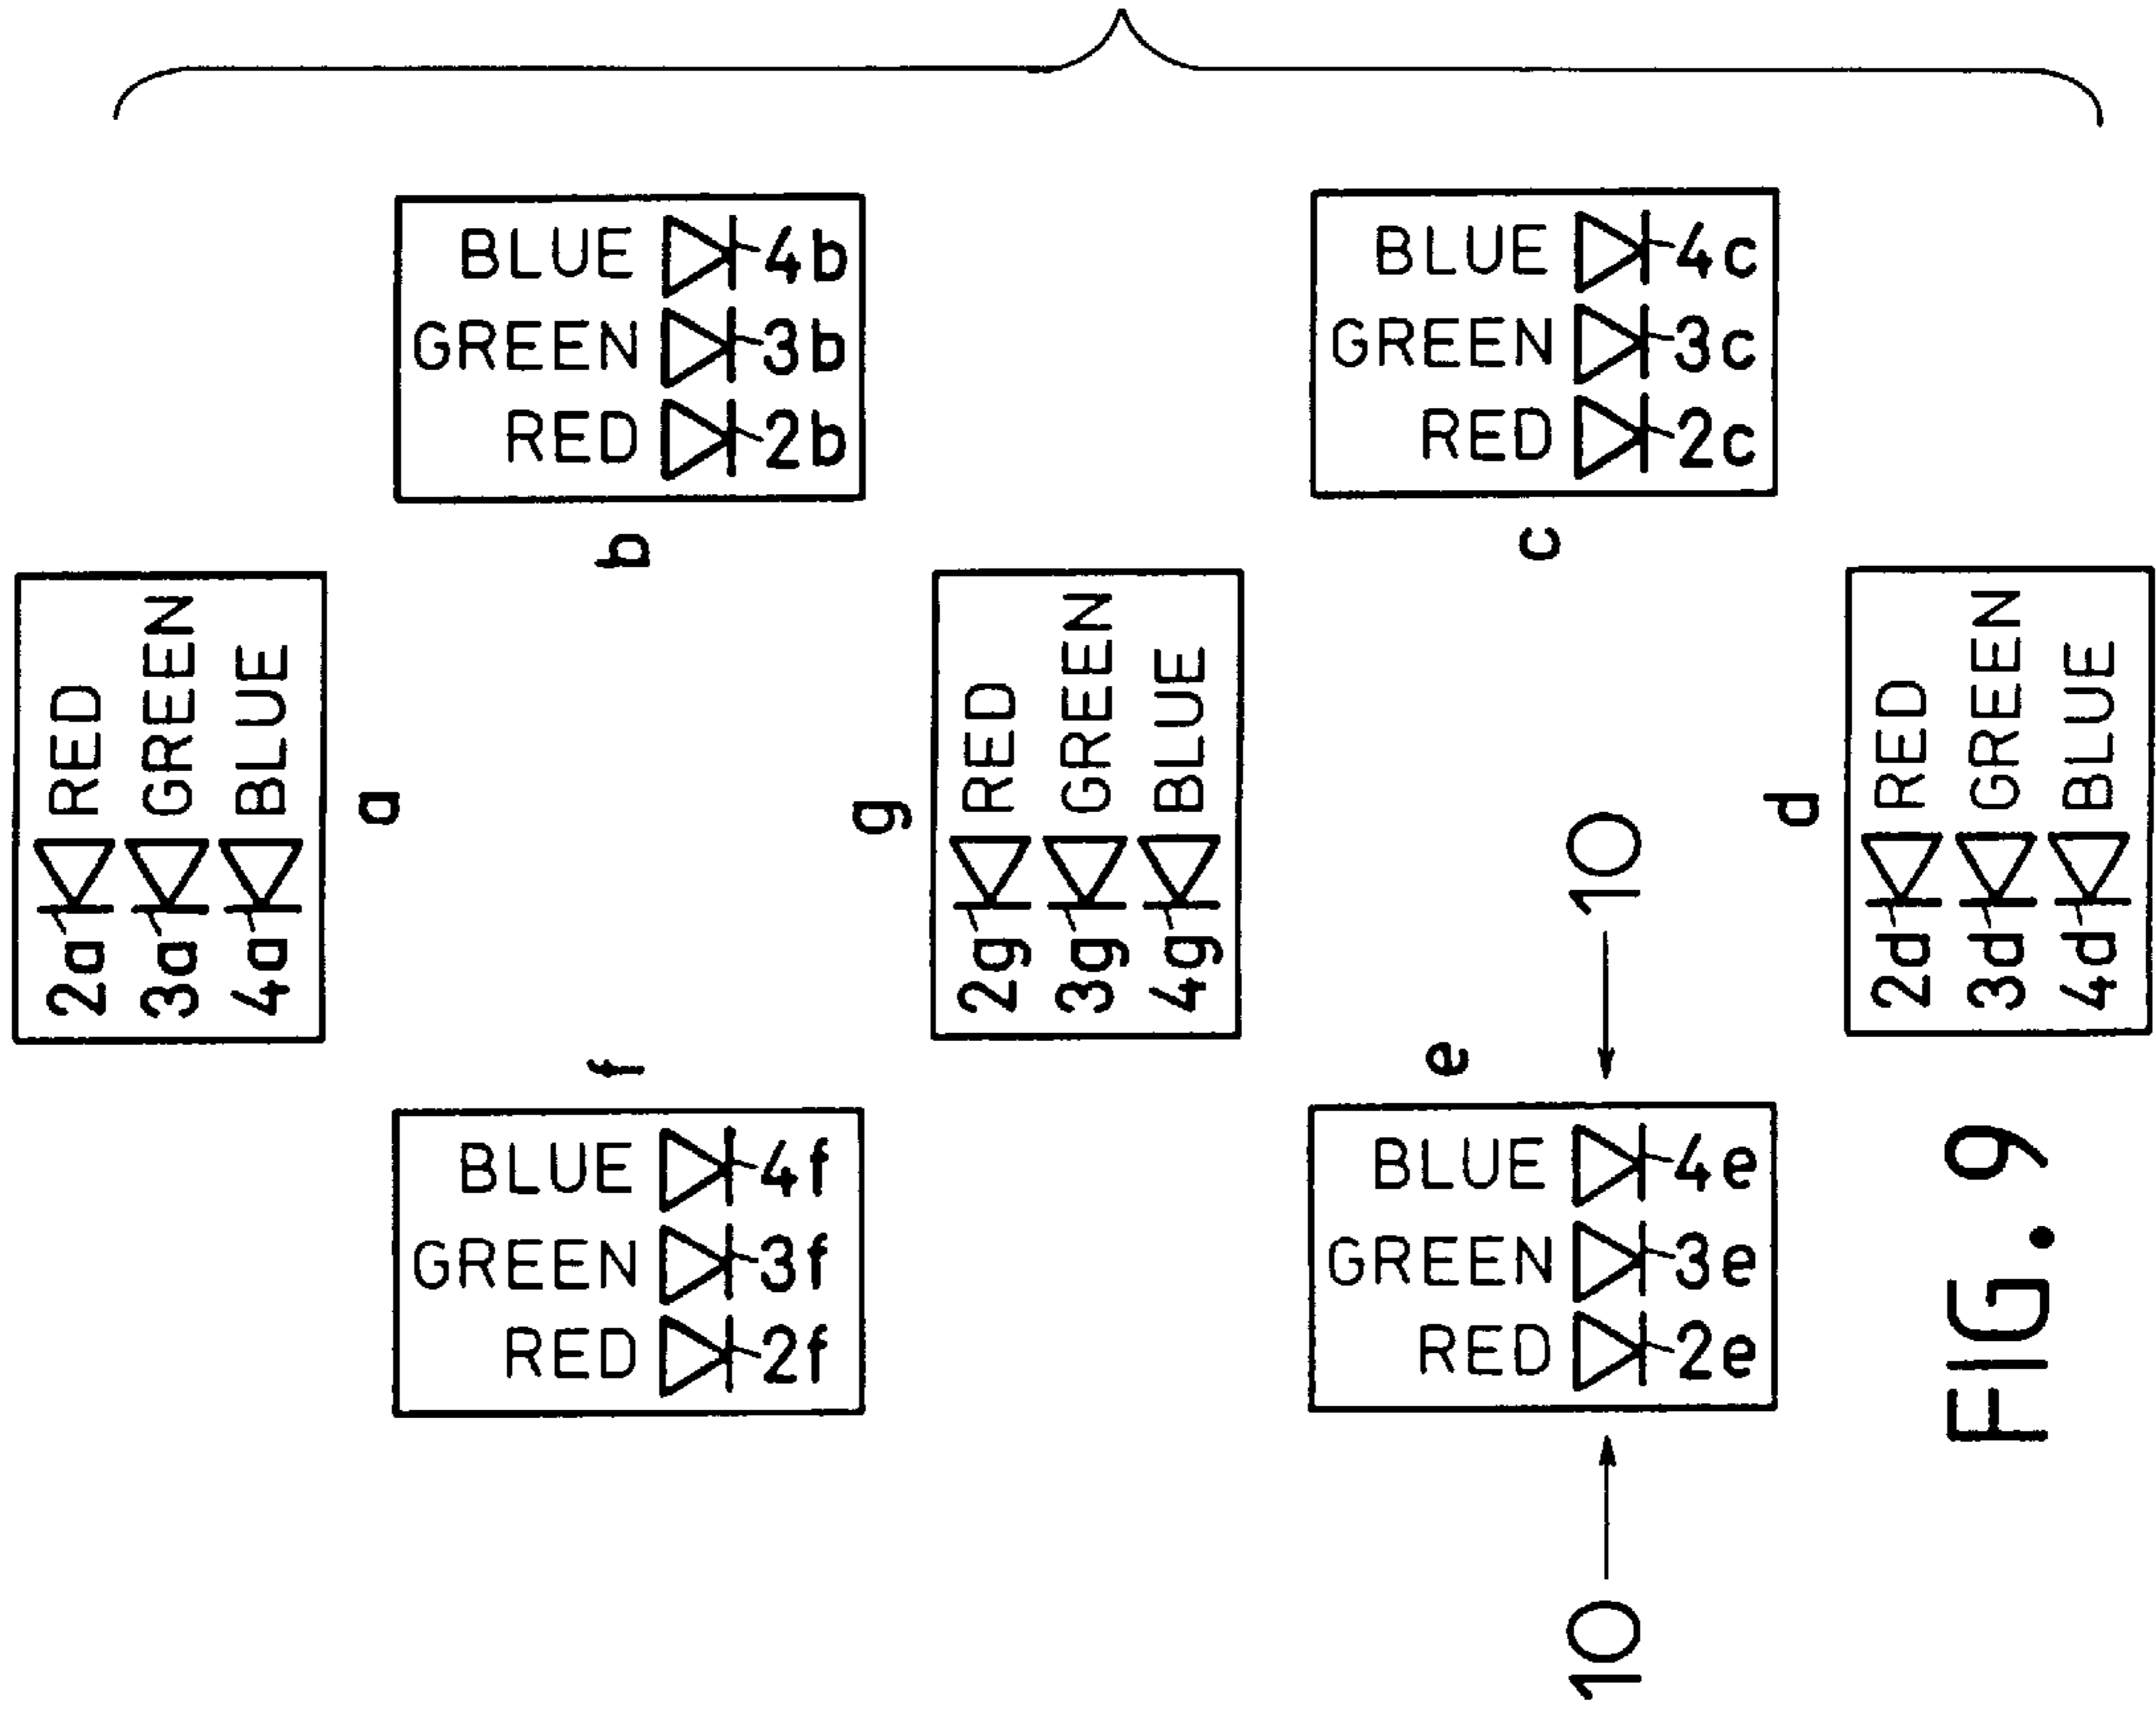 2a RED
3a GREEN
4a BLUE
a
BLUE 4b
GREEN 3b
RED 2b
b
f
BLUE 4f
GREEN 3f
RED 2f
g
2g RED
3g GREEN
4g BLUE
BLUE 4c
GREEN 3c
RED 2c
c
e
BLUE 4e
GREEN 3e
RED 2e
10
10
d
2d RED
3d GREEN
4d BLUE
FIG. 9